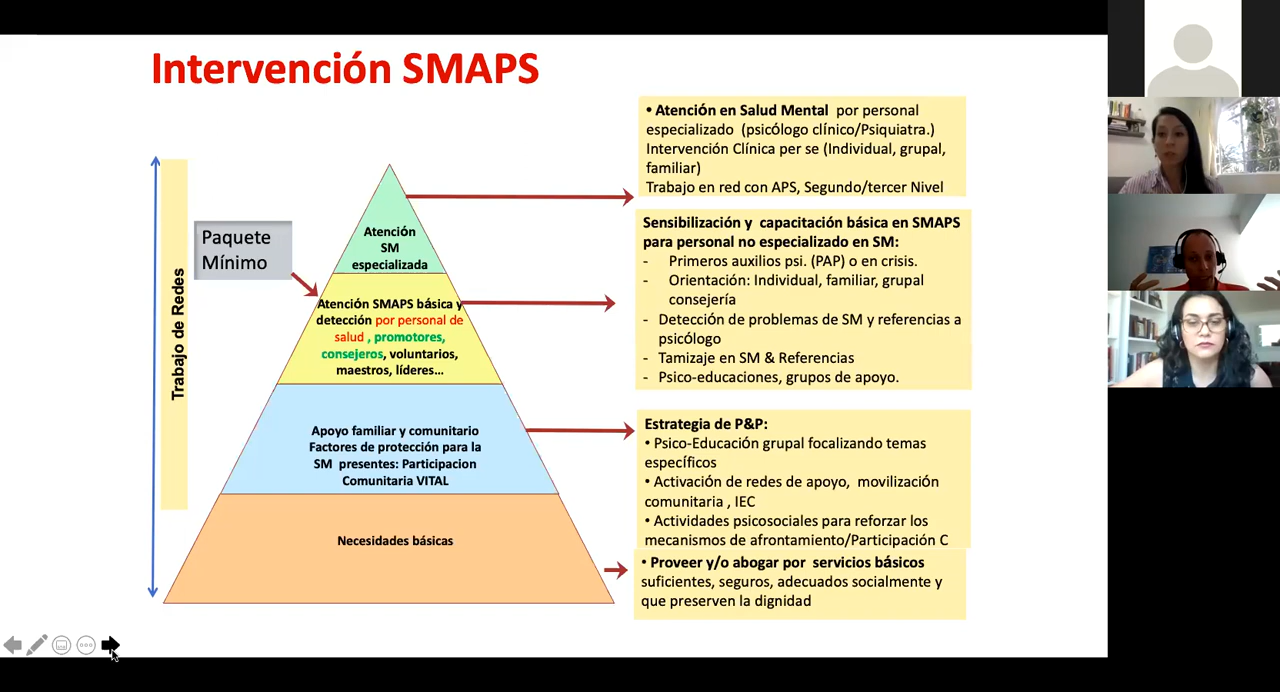 Intervención SMAPS
Trabajo de Redes
Paquete
Mínimo
Atención
SM
especializada
Atención SMAPS básica y
detección por personal de
salud , promotores,
consejeros, voluntarios,
maestros, líderes...
Apoyo familiar y comunitario
Factores de protección para la
SM presentes: Participacion
Comunitaria VITAL
Necesidades básicas
• Atención en Salud Mental por personal
especializado (psicólogo clínico/Psiquiatra.)
Intervención Clínica per se (Individual, grupal,
familiar)
Trabajo en red con APS, Segundo/tercer Nivel
Sensibilización y capacitación básica en SMAPS
para personal no especializado en SM:
- Primeros auxilios psi. (PAP) o en crisis.
- Orientación: Individual, familiar, grupal
consejería
- Detección de problemas de SM y referencias a
psicólogo
- Tamizaje en SM & Referencias
- Psico-educaciones, grupos de apoyo.
Estrategia de P&P:
• Psico-Educación grupal focalizando temas
específicos
• Activación de redes de apoyo, movilización
comunitaria , IEC
• Actividades psicosociales para reforzar los
mecanismos de afrontamiento/Participación C
• Proveer y/o abogar por servicios básicos
suficientes, seguros, adecuados socialmente y
que preserven la dignidad